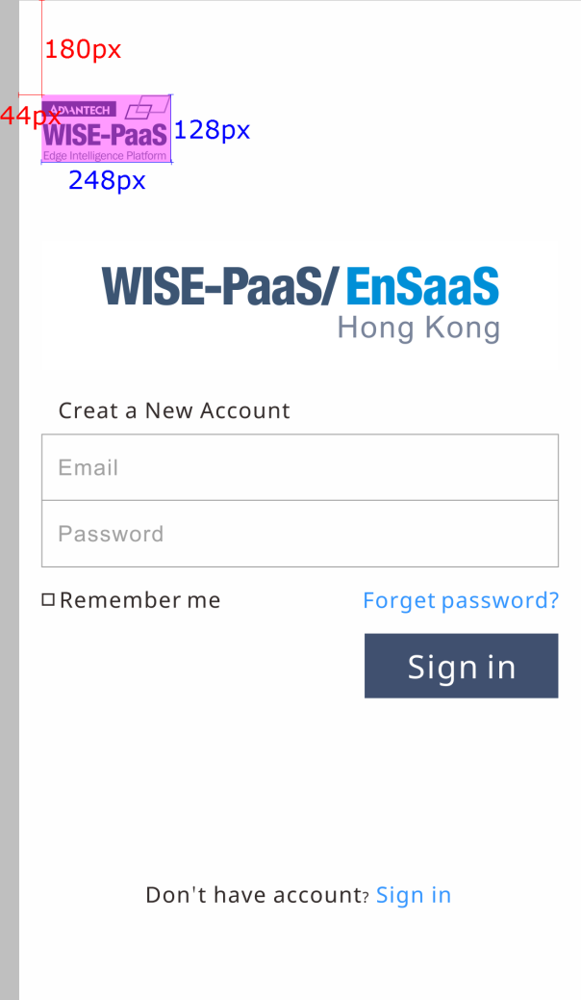 180px
44px
ADVANTECH
WISE-PaaS
Edge Intelligence Platform
128px
248px
WISE-PaaS/EnSaaS
Hong Kong
Creat a New Account
Email
Password
Remember me Forget password?
Sign in
Don't have account? Sign in